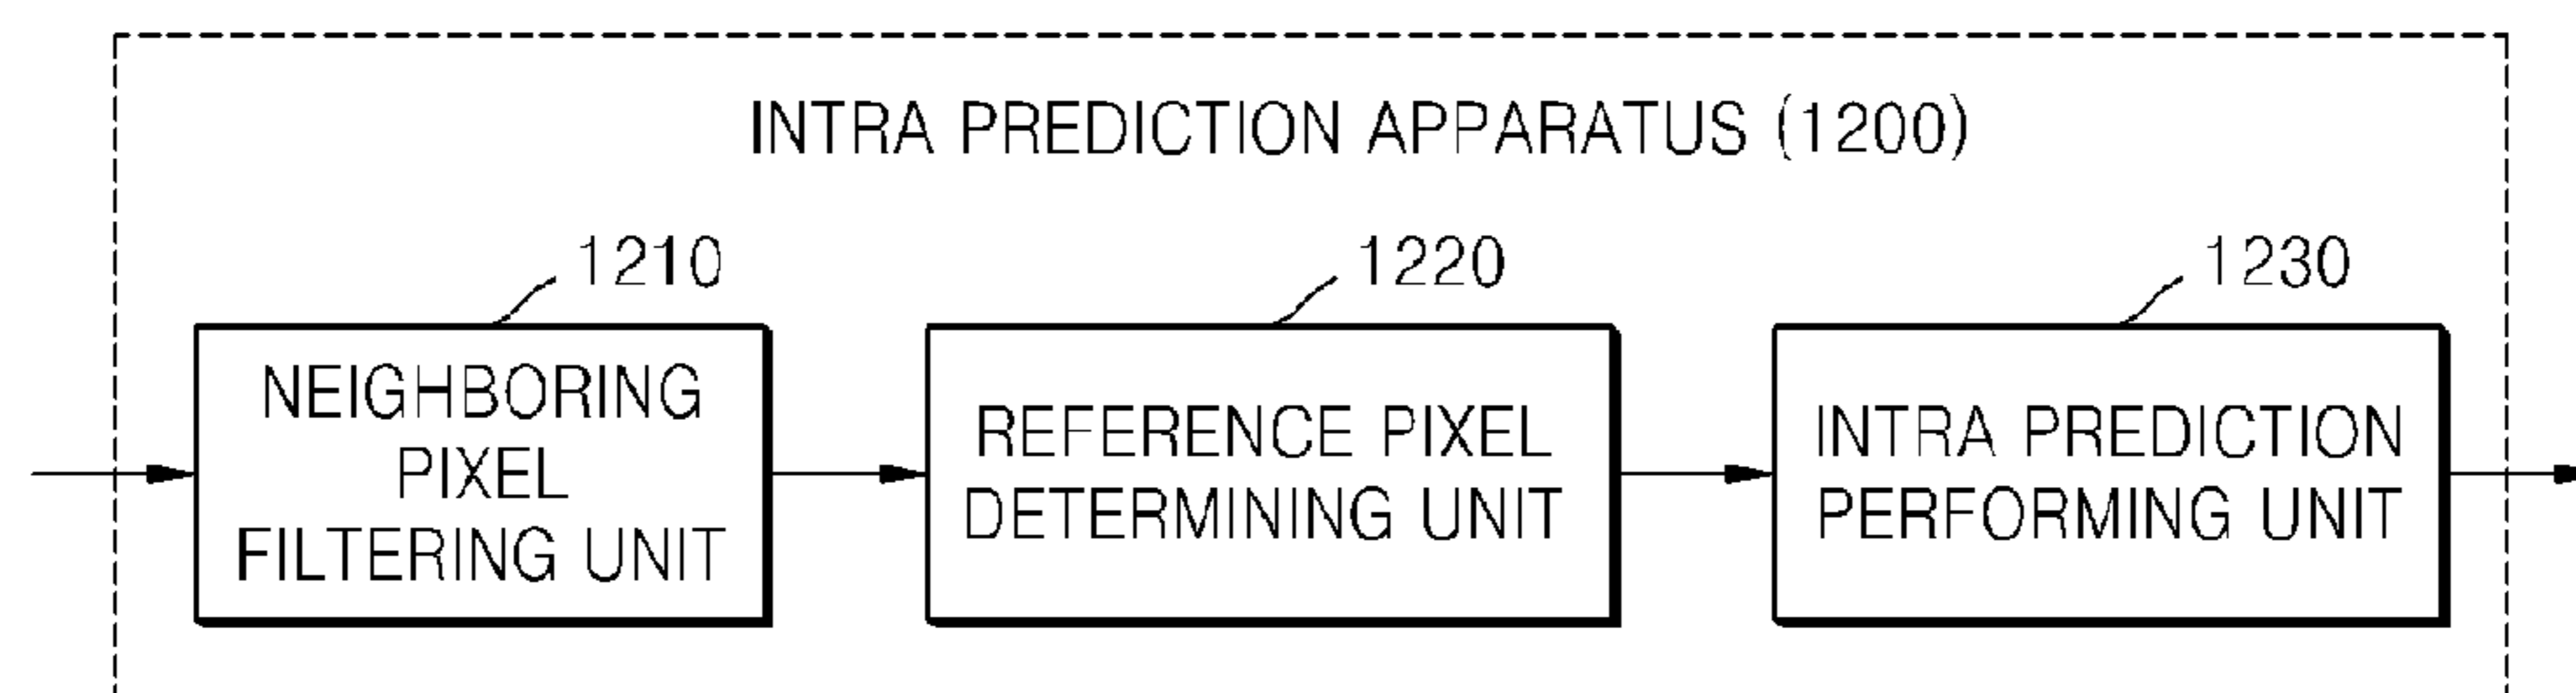 INTRA PREDICTION APPARATUS (1200)
1210
1220
1230
NEIGHBORING
PIXEL
FILTERING UNIT
REFERENCE PIXEL
DETERMINING UNIT
INTRA PREDICTION
PERFORMING UNIT